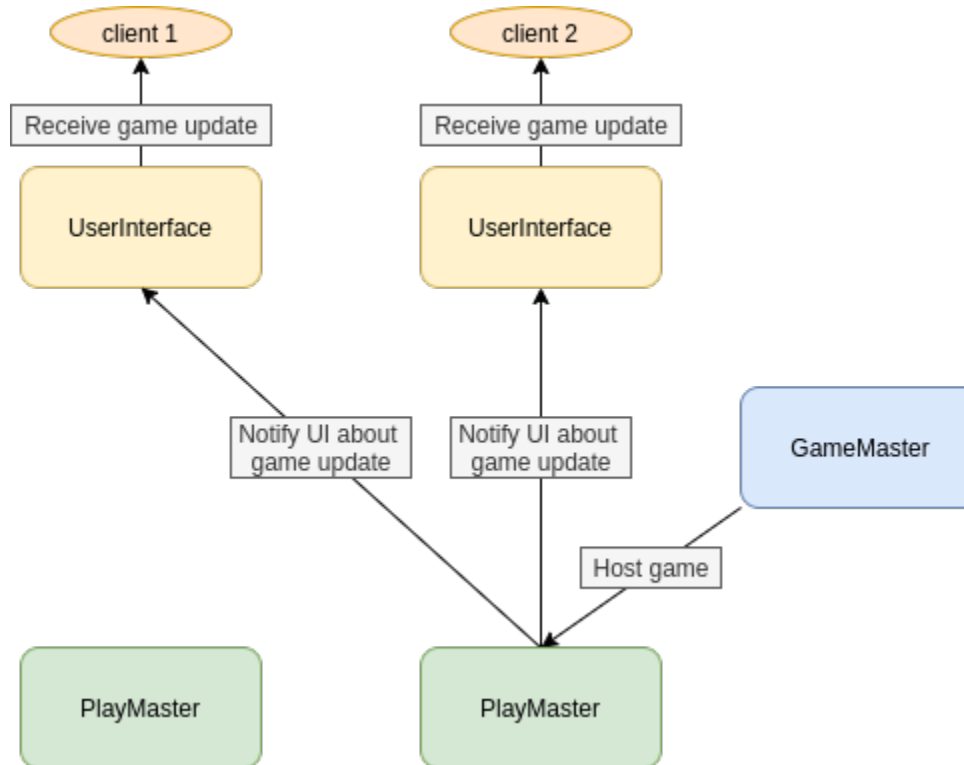 client 1
client 2
Receive game update
Receive game update
UserInterface
UserInterface
Notify UI about
game update
Notify UI about
game update
GameMaster
Host game
PlayMaster
PlayMaster